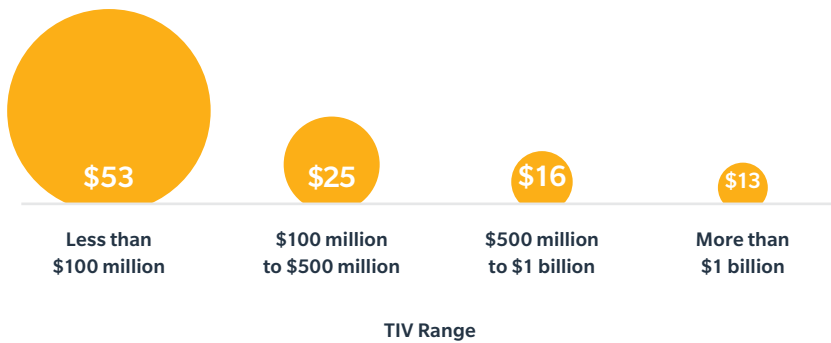 $53
$25
$16
$13
Less than
$100 million
$100 million
to $500 million
$500 million
to $1 billion
More than
$1 billion
TIV Range